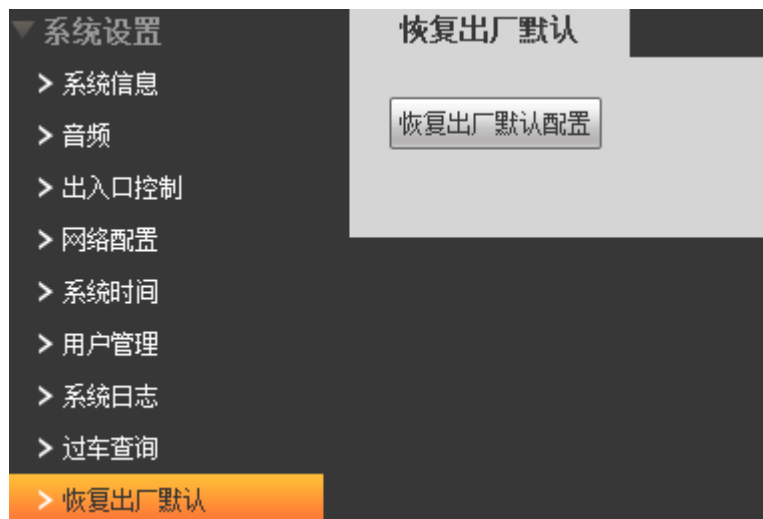 系统设置
系统信息
音频
出入口控制
网络配置
系统时间
用户管理
系统日志
过车查询
恢复出厂默认
恢复出厂默认
恢复出厂默认配置